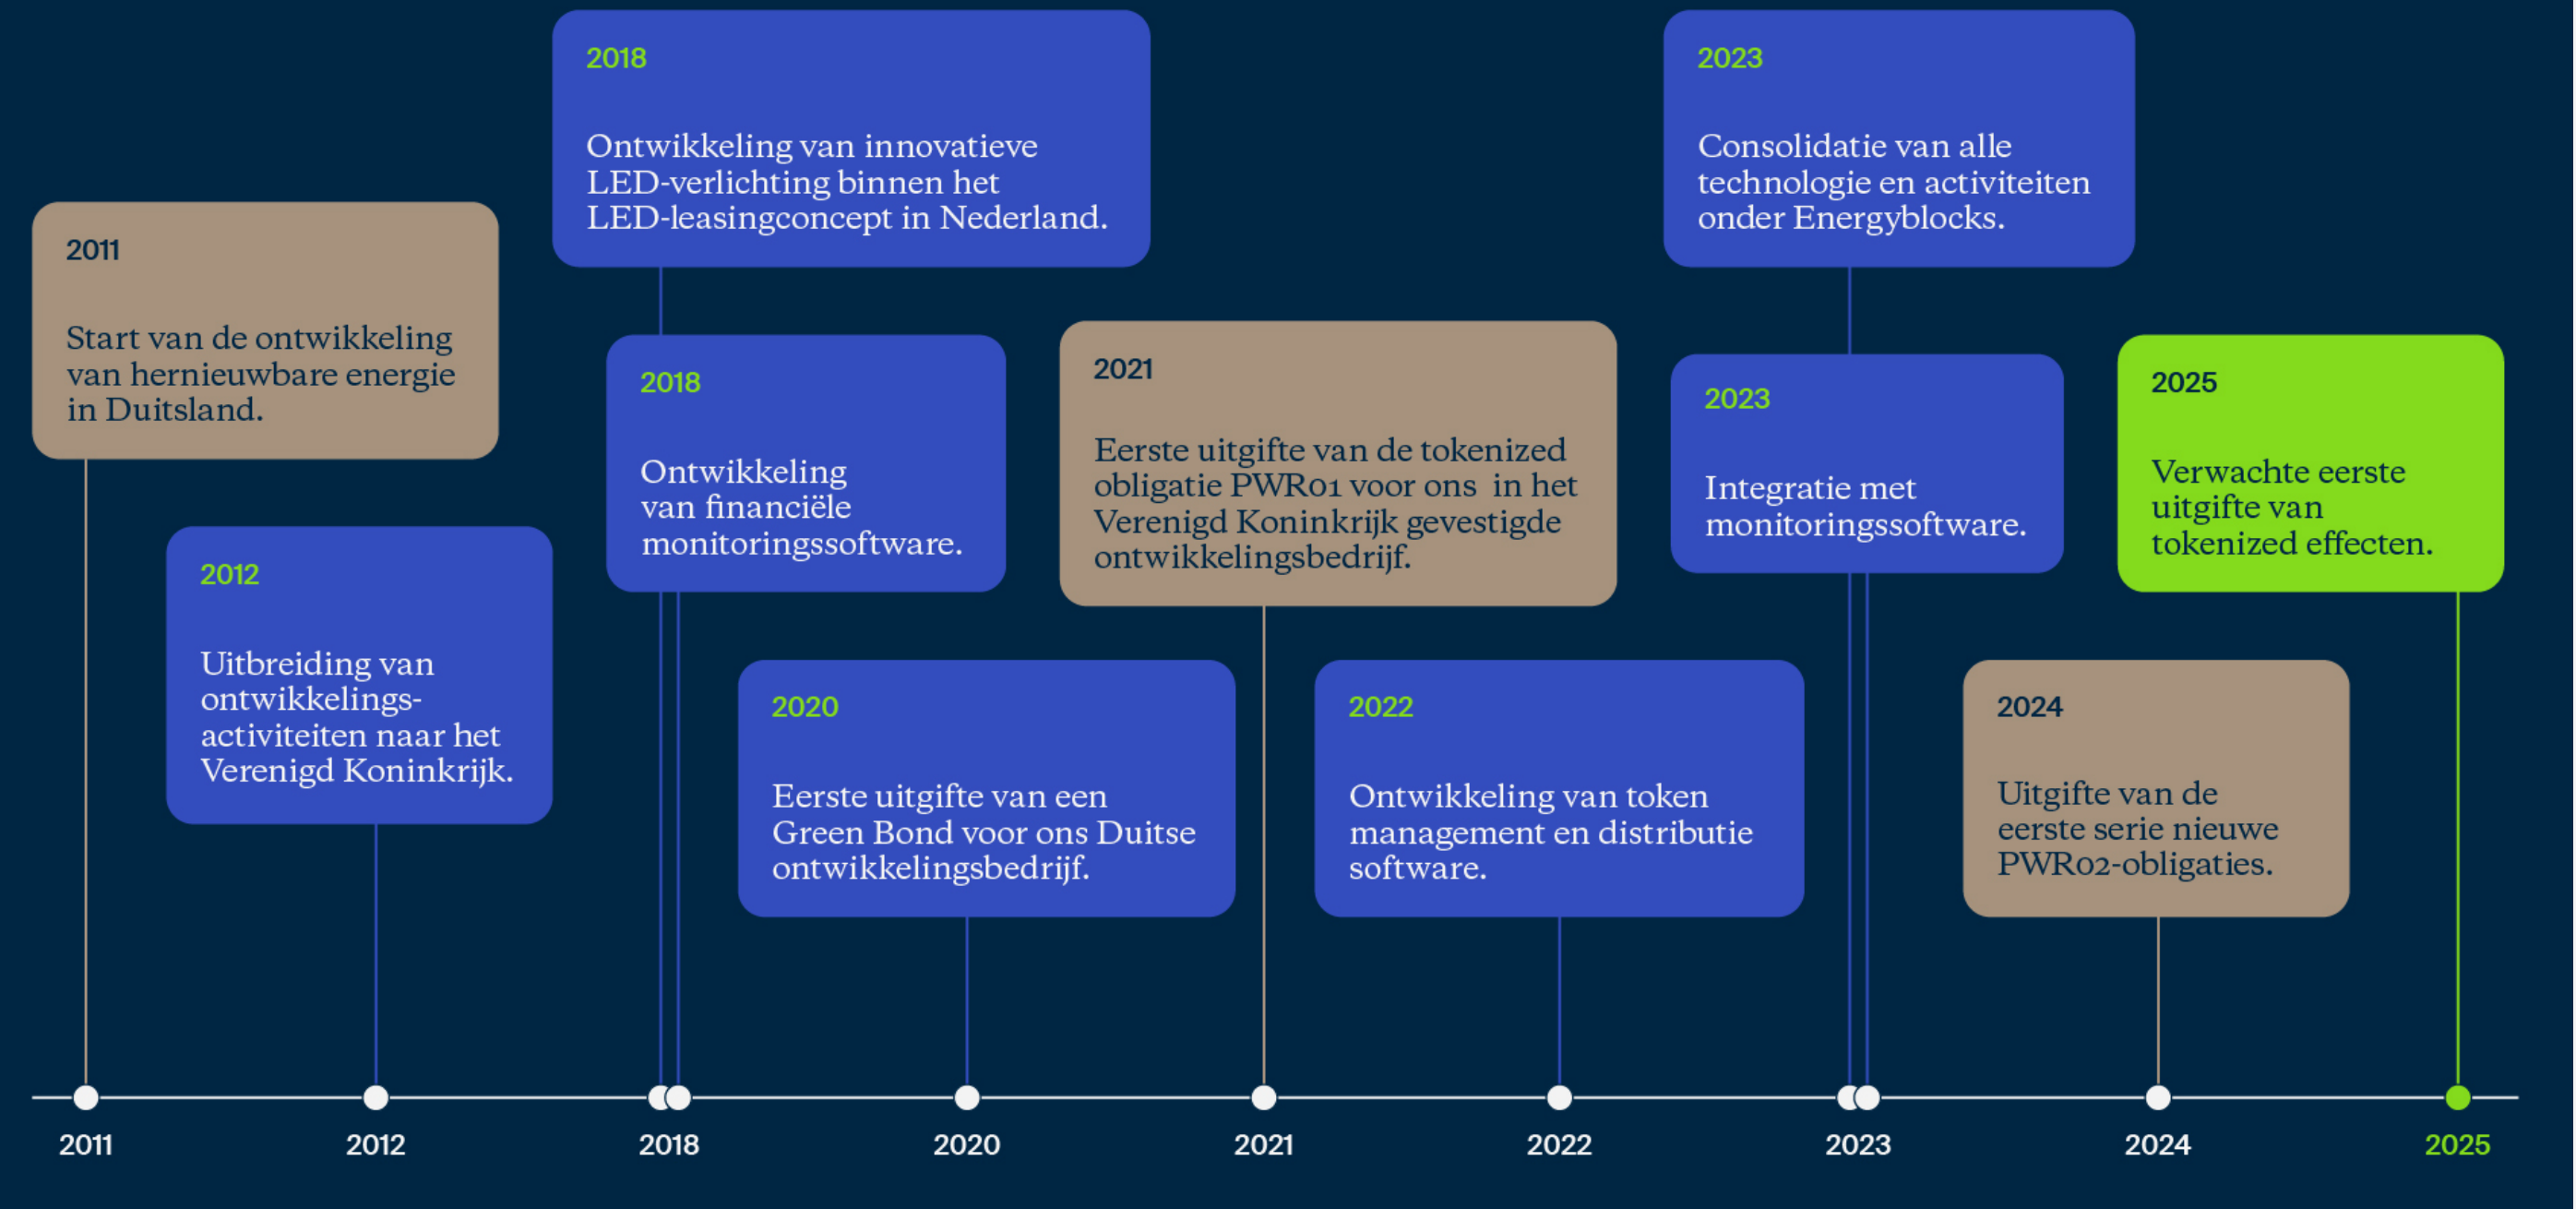 2011
Start van de ontwikkeling
van hernieuwbare energie
in Duitsland.
2012
Uitbreiding van
ontwikkelings-
activiteiten naar het
Verenigd Koninkrijk.
2018
Ontwikkeling van innovatieve
LED-verlichting binnen het
LED-leasingconcept in Nederland.
2018
Ontwikkeling
van financiële
monitoringssoftware.
2020
Eerste uitgifte van een
Green Bond voor ons Duitse
ontwikkelingsbedrijf.
2021
Eerste uitgifte van de tokenized
obligatie PWR01 voor ons  in het
Verenigd Koninkrijk gevestigde
ontwikkelingsbedrijf.
2022
Ontwikkeling van token
management en distributie
software.
2023
Consolidatie van alle
technologie en activiteiten
onder Energyblocks.
2023
Integratie met
monitoringssoftware.
2024
Uitgifte van de
eerste serie nieuwe
PWR02-obligaties.
2025
Verwachte eerste
uitgifte van
tokenized effecten.
2011
2012
2018
2020
2021
2022
2023
2024
2025